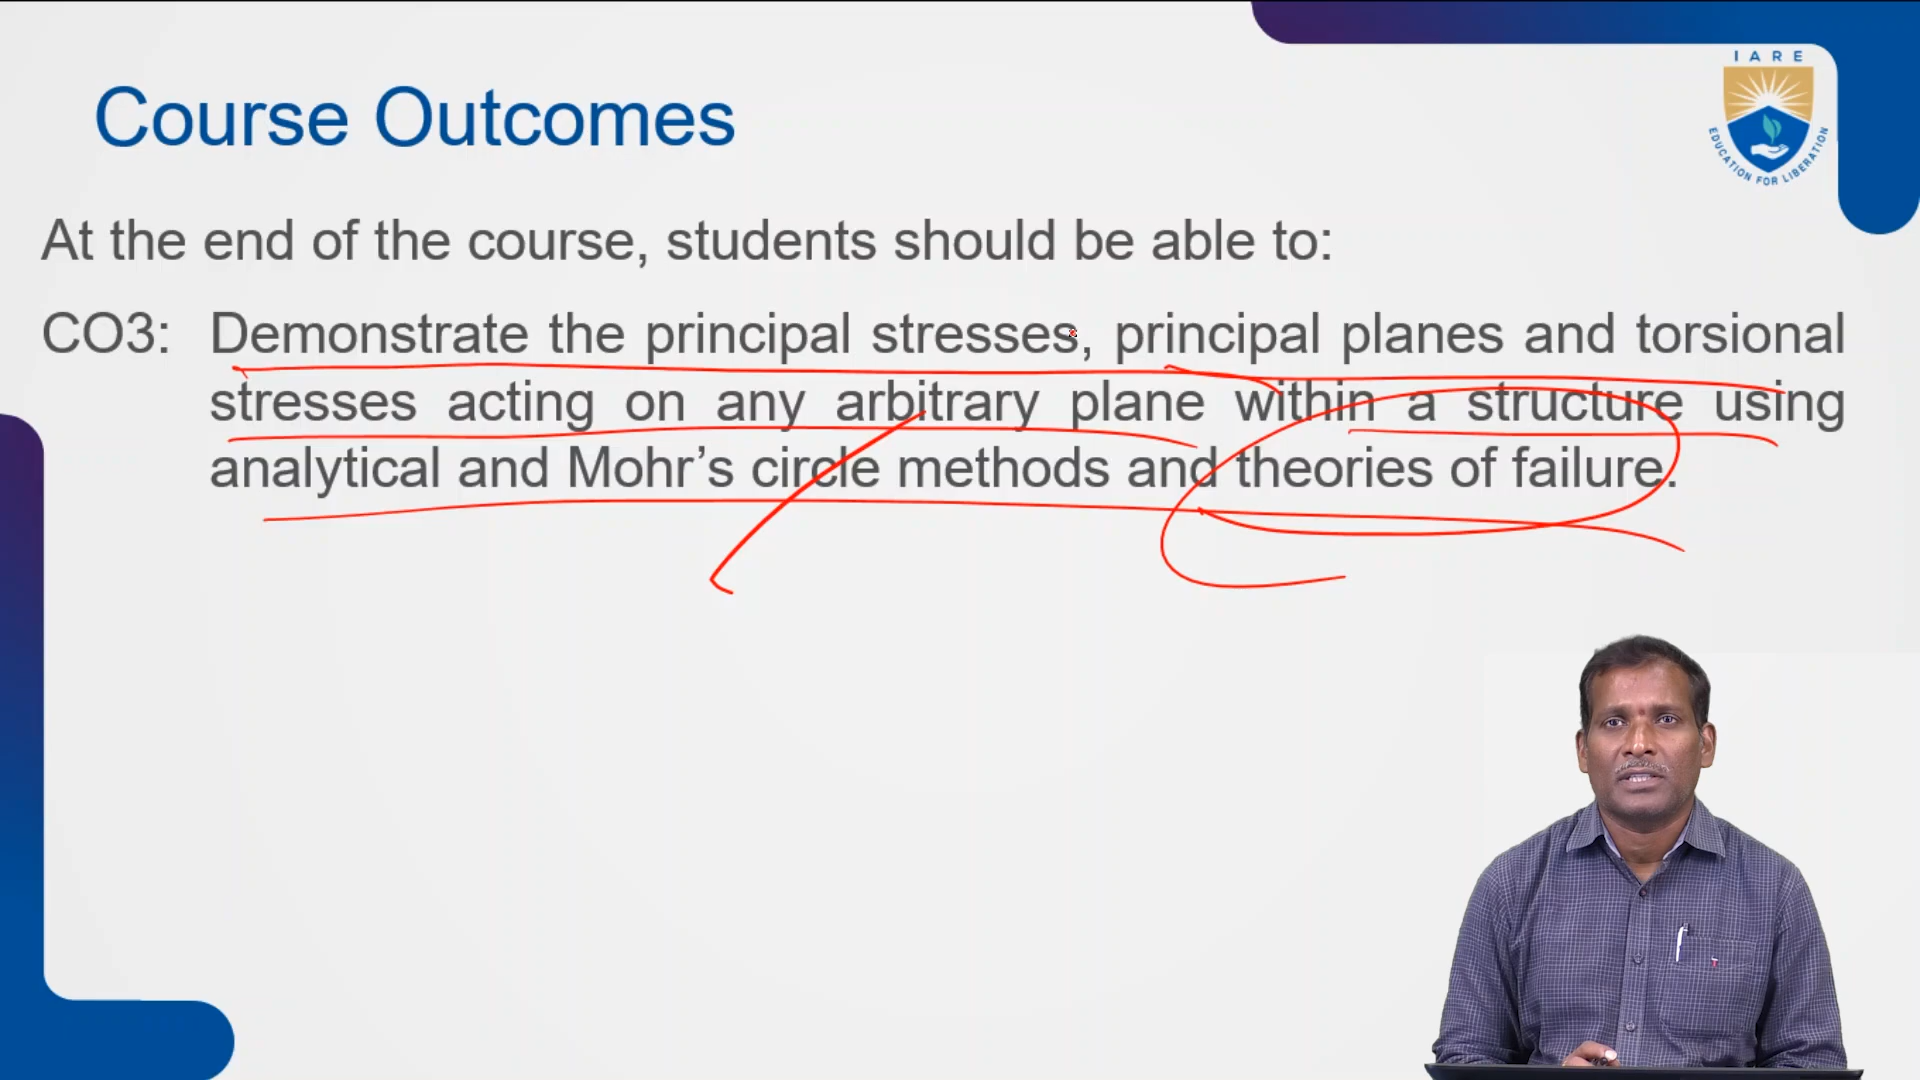 IARE
EDUCATION FOR LIBERATION
Course Outcomes
At the end of the course, students should be able to:
CO3: Demonstrate the principal stresses, principal planes and torsional
stresses acting on any arbitrary plane within a structure using
analytical and Mohr’s circle methods and theories of failure.